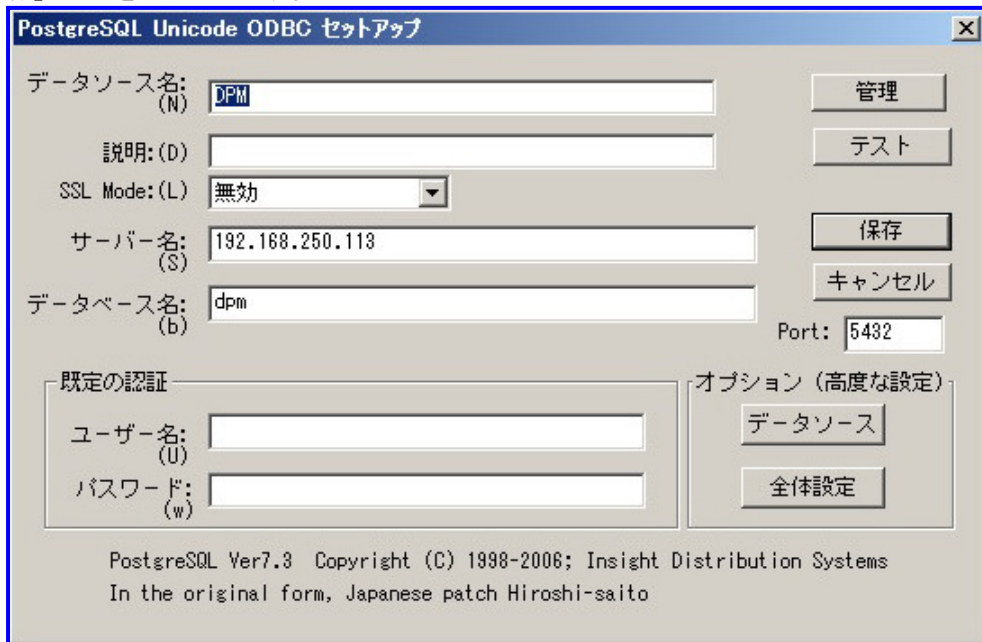 PostgreSQL Unicode ODBC セットアップ
データソース名:
(N)
DPM
管理
説明:(D)
テスト
SSL Mode:(L)
無効
サーバー名:
(S)
192.168.250.113
保存
キャンセル
データベース名:
(b)
dpm
Port:
5432
既定の認証
ユーザー名:
(U)
パスワード:
(w)
オプション (高度な設定)
データソース
全体設定
PostgreSQL Ver7.3 Copyright (C) 1998-2006; Insight Distribution Systems
In the original form, Japanese patch Hiroshi-saito